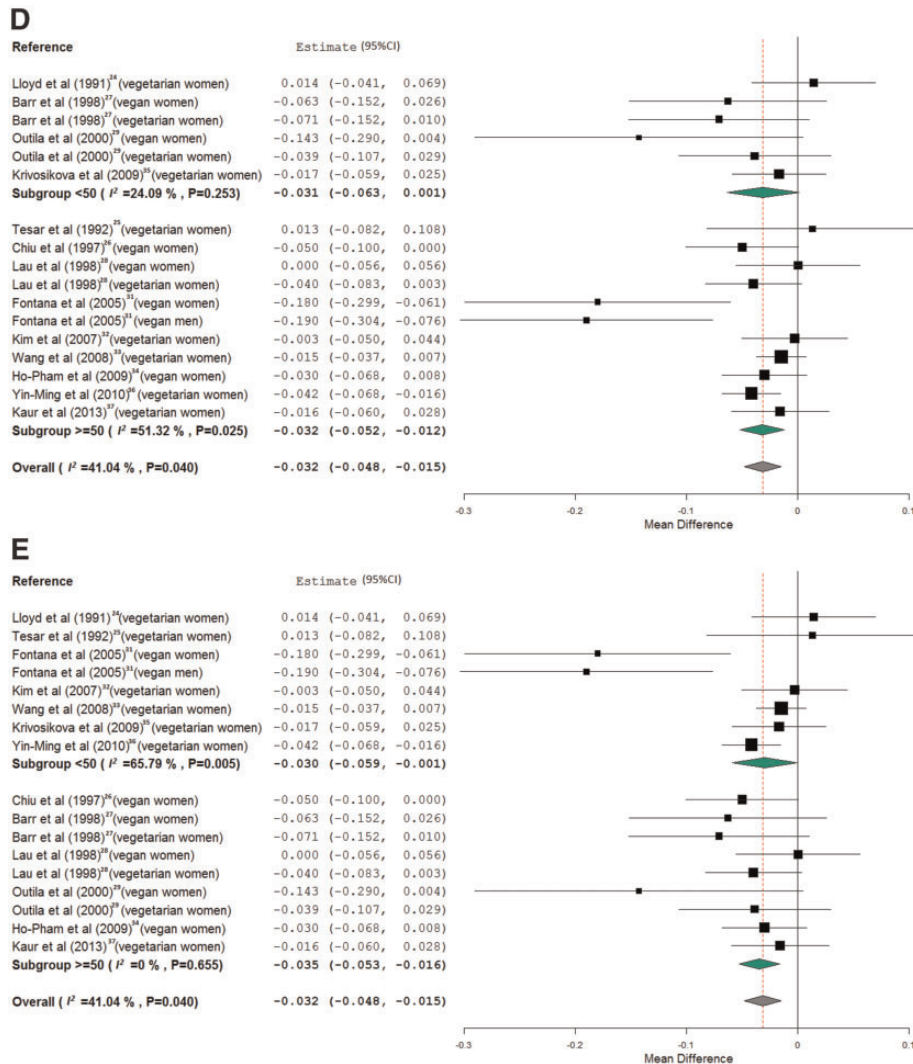 D
Reference Estimate (95%CI)
Lloyd et al (1991)24(vegetarian women) 0.014 (-0.041, 0.069)
Barr et al (1998)27(vegan women) -0.063 (-0.152, 0.026)
Barr et al (1998)27(vegetarian women) -0.071 (-0.152, 0.010)
Outila et al (2000)29(vegan women) -0.143 (-0.290, 0.004)
Outila et al (2000)29(vegetarian women) -0.039 (-0.107, 0.029)
Krivosikova et al (2009)35(vegetarian women) -0.017 (-0.059, 0.025)
Subgroup <50 ( I² =24.09 % , P=0.253) -0.031 (-0.063, 0.001)
Tesar et al (1992)25(vegetarian women) 0.013 (-0.082, 0.108)
Chiu et al (1997)26(vegan women) -0.050 (-0.100, 0.000)
Lau et al (1998)28(vegan women) 0.000 (-0.056, 0.056)
Lau et al (1998)28(vegetarian women) -0.040 (-0.083, 0.003)
Fontana et al (2005)31(vegan women) -0.180 (-0.299, -0.061)
Fontana et al (2005)31(vegan men) -0.190 (-0.304, -0.076)
Kim et al (2007)32(vegetarian women) -0.003 (-0.050, 0.044)
Wang et al (2008)33(vegetarian women) -0.015 (-0.037, 0.007)
Ho-Pham et al (2009)34(vegan women) -0.030 (-0.068, 0.008)
Yin-Ming et al (2010)36(vegetarian women) -0.042 (-0.068, -0.016)
Kaur et al (2013)37(vegetarian women) -0.016 (-0.060, 0.028)
Subgroup >=50 ( I² =51.32 % , P=0.025) -0.032 (-0.052, -0.012)
Overall ( I² =41.04 % , P=0.040) -0.032 (-0.048, -0.015)
-0.3 -0.2 -0.1 0 0.1
Mean Difference
E
Reference Estimate (95%CI)
Lloyd et al (1991)24(vegetarian women) 0.014 (-0.041, 0.069)
Tesar et al (1992)25(vegetarian women) 0.013 (-0.082, 0.108)
Fontana et al (2005)31(vegan women) -0.180 (-0.299, -0.061)
Fontana et al (2005)31(vegan men) -0.190 (-0.304, -0.076)
Kim et al (2007)32(vegetarian women) -0.003 (-0.050, 0.044)
Wang et al (2008)33(vegetarian women) -0.015 (-0.037, 0.007)
Krivosikova et al (2009)35(vegetarian women) -0.017 (-0.059, 0.025)
Yin-Ming et al (2010)36(vegetarian women) -0.042 (-0.068, -0.016)
Subgroup <50 ( I² =65.79 % , P=0.005) -0.030 (-0.059, -0.001)
Chiu et al (1997)26(vegan women) -0.050 (-0.100, 0.000)
Barr et al (1998)27(vegan women) -0.063 (-0.152, 0.026)
Barr et al (1998)27(vegetarian women) -0.071 (-0.152, 0.010)
Lau et al (1998)28(vegan women) 0.000 (-0.056, 0.056)
Lau et al (1998)28(vegetarian women) -0.040 (-0.083, 0.003)
Outila et al (2000)29(vegan women) -0.143 (-0.290, 0.004)
Outila et al (2000)29(vegetarian women) -0.039 (-0.107, 0.029)
Ho-Pham et al (2009)34(vegan women) -0.030 (-0.068, 0.008)
Kaur et al (2013)37(vegetarian women) -0.016 (-0.060, 0.028)
Subgroup >=50 ( I² =0 % , P=0.655) -0.035 (-0.053, -0.016)
Overall ( I² =41.04 % , P=0.040) -0.032 (-0.048, -0.015)
-0.3 -0.2 -0.1 0 0.1
Mean Difference